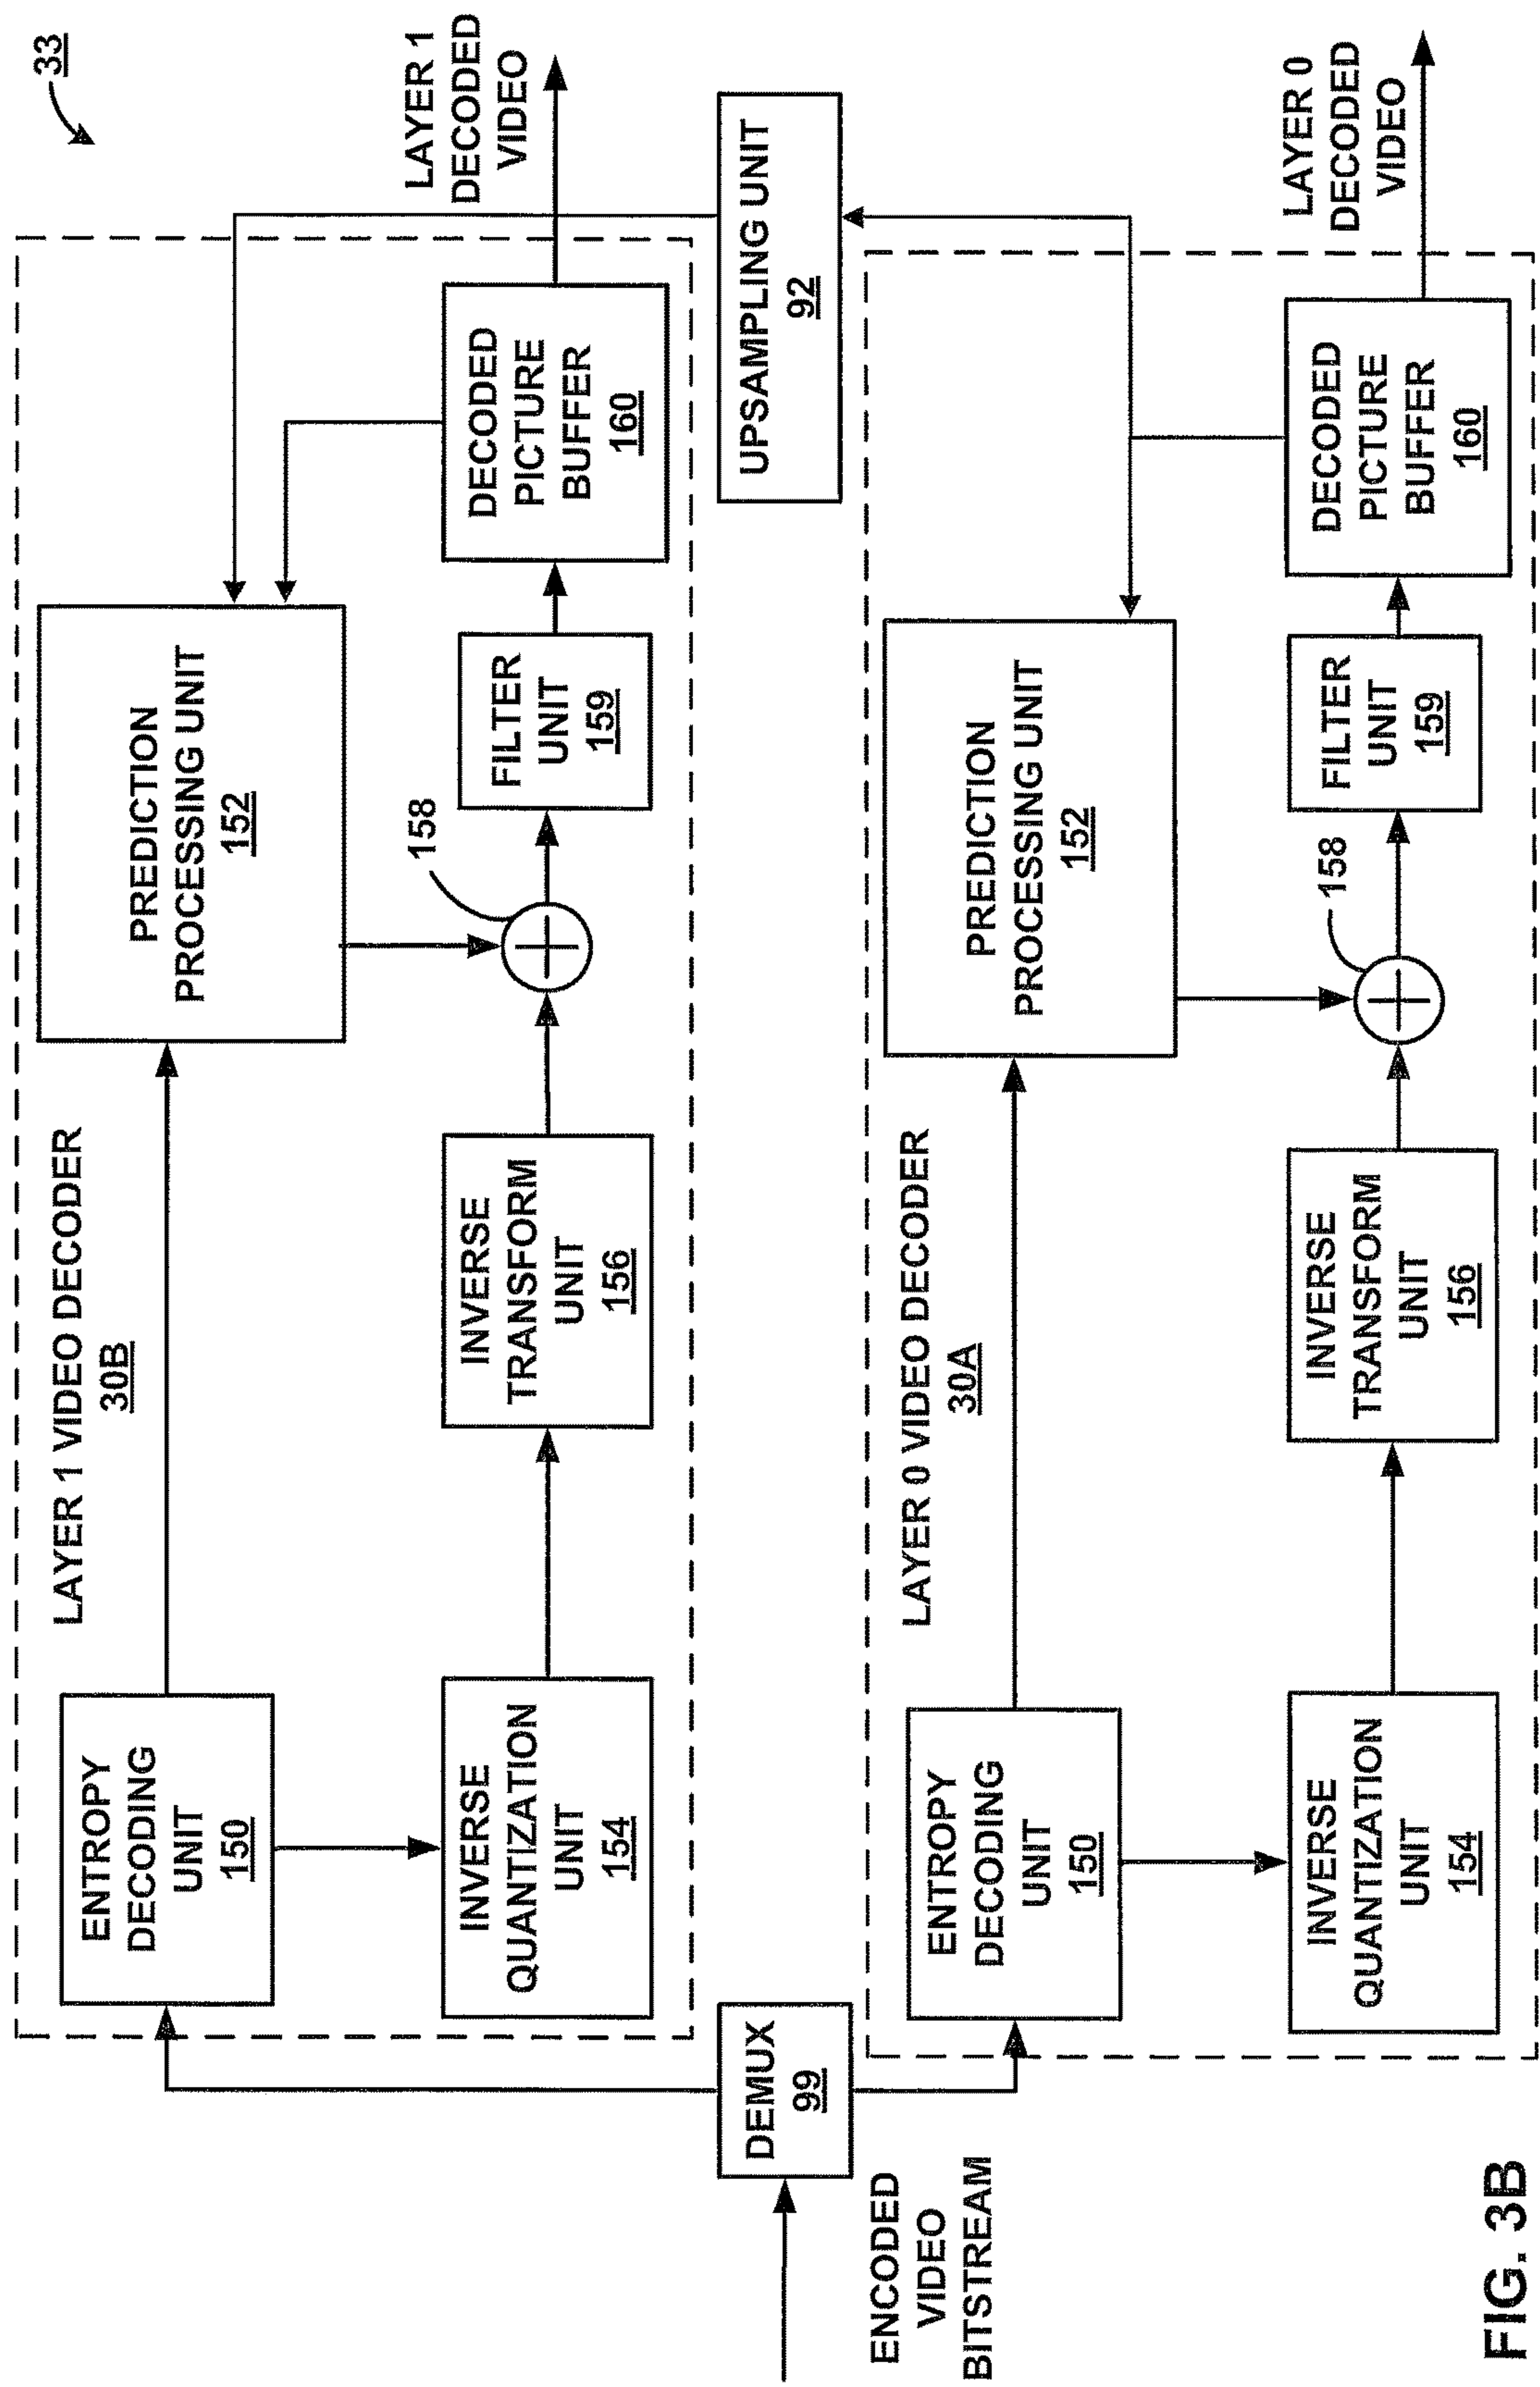 33
LAYER 1 VIDEO DECODER
30B
ENTROPY
DECODING
UNIT
150
PREDICTION
PROCESSING UNIT
152
INVERSE
QUANTIZATION
UNIT
154
INVERSE
TRANSFORM
UNIT
156
158
FILTER
UNIT
159
DECODED
PICTURE
BUFFER
160
LAYER 1
DECODED
VIDEO
DEMUX
99
ENCODED
VIDEO
BITSTREAM
UPSAMPLING UNIT
92
LAYER 0 VIDEO DECODER
30A
ENTROPY
DECODING
UNIT
150
PREDICTION
PROCESSING UNIT
152
INVERSE
QUANTIZATION
UNIT
154
INVERSE
TRANSFORM
UNIT
156
158
FILTER
UNIT
159
DECODED
PICTURE
BUFFER
160
LAYER 0
DECODED
VIDEO
FIG. 3B